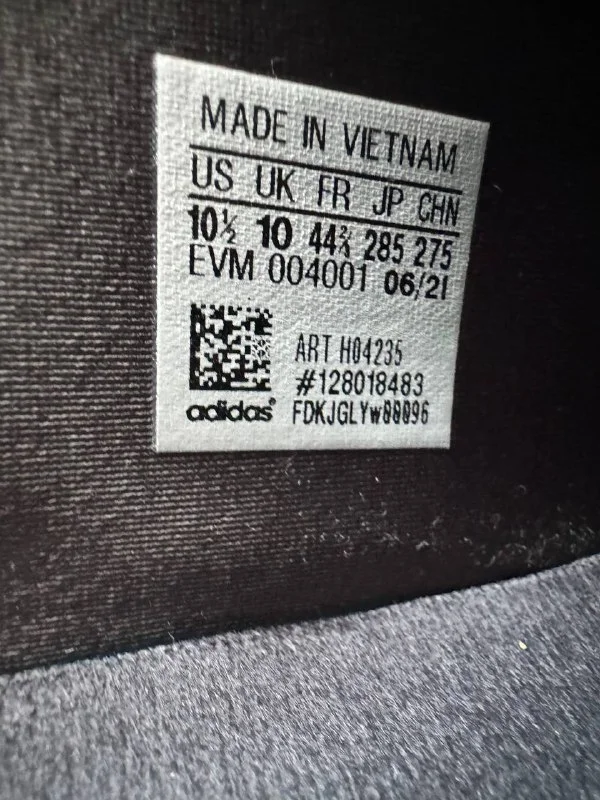 MADE IN VIETNAM
US UK FR JP CHN
10½ 10 44⅔ 285 275
EVM 004001 06/21
ART H04235
#128018483
adidas® FDKJGLYw88096